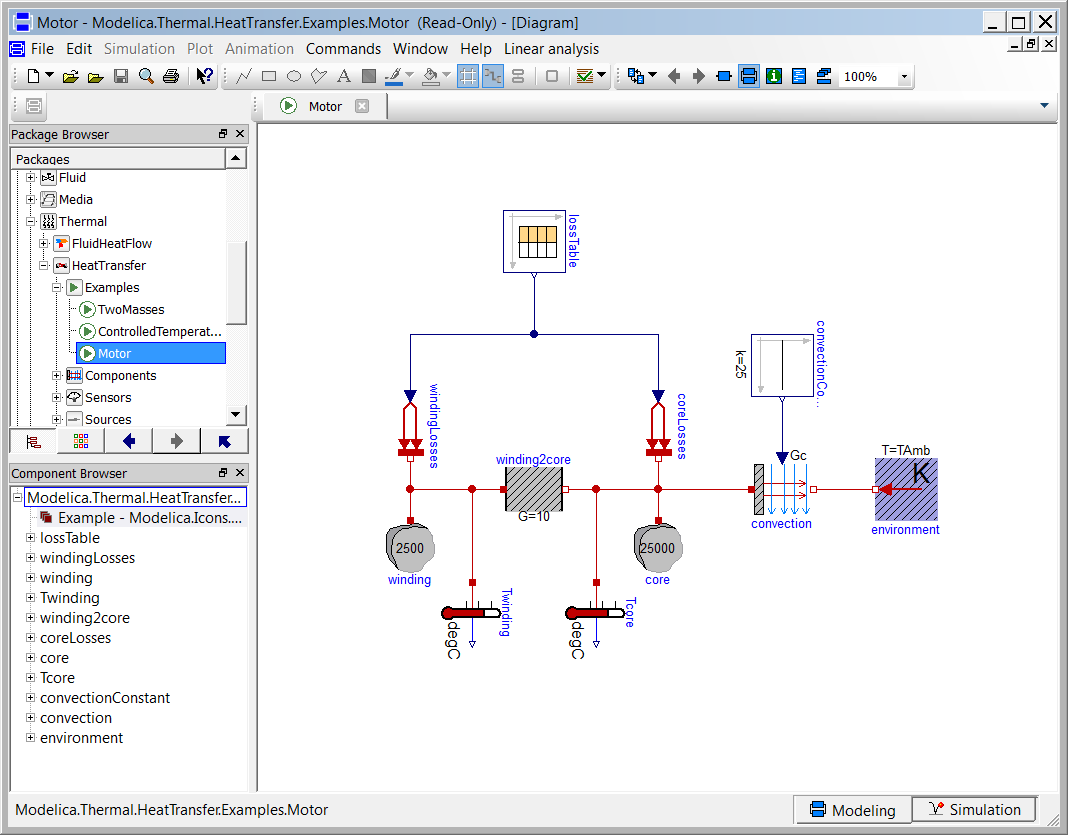 Motor - Modelica.Thermal.HeatTransfer.Examples.Motor (Read-Only) - [Diagram]
File Edit Simulation Plot Animation Commands Window Help Linear analysis
A
100%
Motor
Package Browser
Packages
Fluid
Media
Thermal
FluidHeatFlow
HeatTransfer
Examples
TwoMasses
ControlledTemperat...
Motor
Components
Sensors
Sources
Component Browser
Modelica.Thermal.HeatTransfer...
Example - Modelica.Icons....
lossTable
windingLosses
winding
Twinding
winding2core
coreLosses
core
Tcore
convectionConstant
convection
environment
lossTable
convectionCo...
k=25
windingLosses
coreLosses
winding2core
G=10
Gc
T=TAmb
K
convection
environment
2500
winding
25000
core
Twinding
degC
Tcore
degC
Modelica.Thermal.HeatTransfer.Examples.Motor
Modeling
Simulation